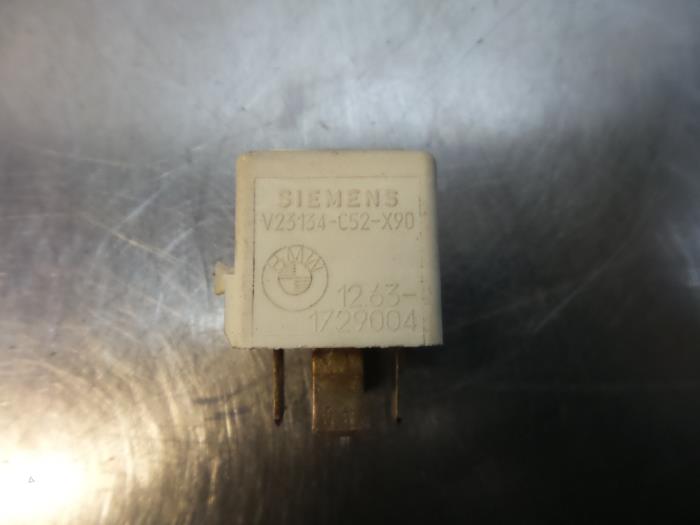 SIEMENS
V23134-C52-X90
BMW
12.63-
1729004